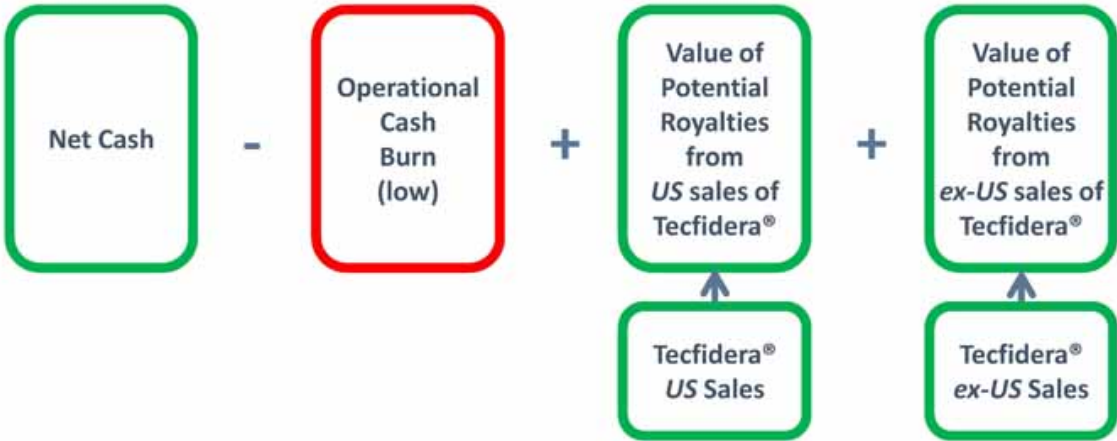 Net Cash
-
Operational
Cash
Burn
(low)
+
Value of
Potential
Royalties
from
US sales of
Tecfidera®
+
Value of
Potential
Royalties
from
ex-US sales of
Tecfidera®
Tecfidera®
US Sales
Tecfidera®
ex-US Sales